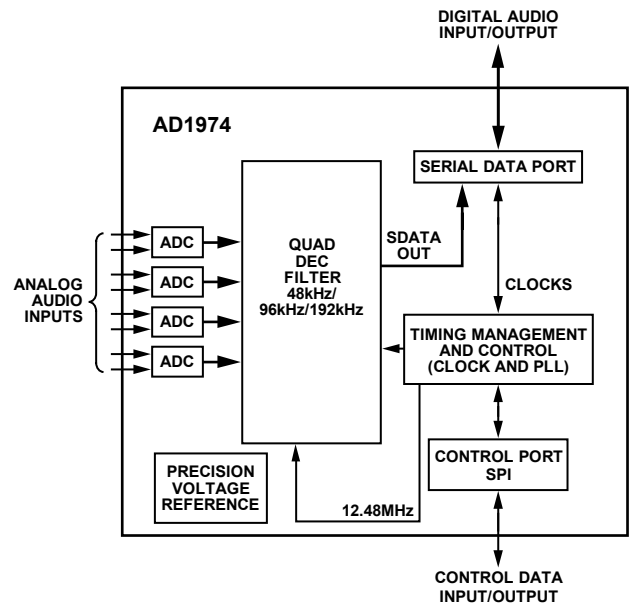 DIGITAL AUDIO
INPUT/OUTPUT
AD1974
SERIAL DATA PORT
ADC
ADC
ADC
ADC
QUAD
DEC
FILTER
48kHz/
96kHz/192kHz
SDATA
OUT
CLOCKS
ANALOG
AUDIO
INPUTS
TIMING MANAGEMENT
AND CONTROL
(CLOCK AND PLL)
PRECISION
VOLTAGE
REFERENCE
CONTROL PORT
SPI
12.48MHz
CONTROL DATA
INPUT/OUTPUT